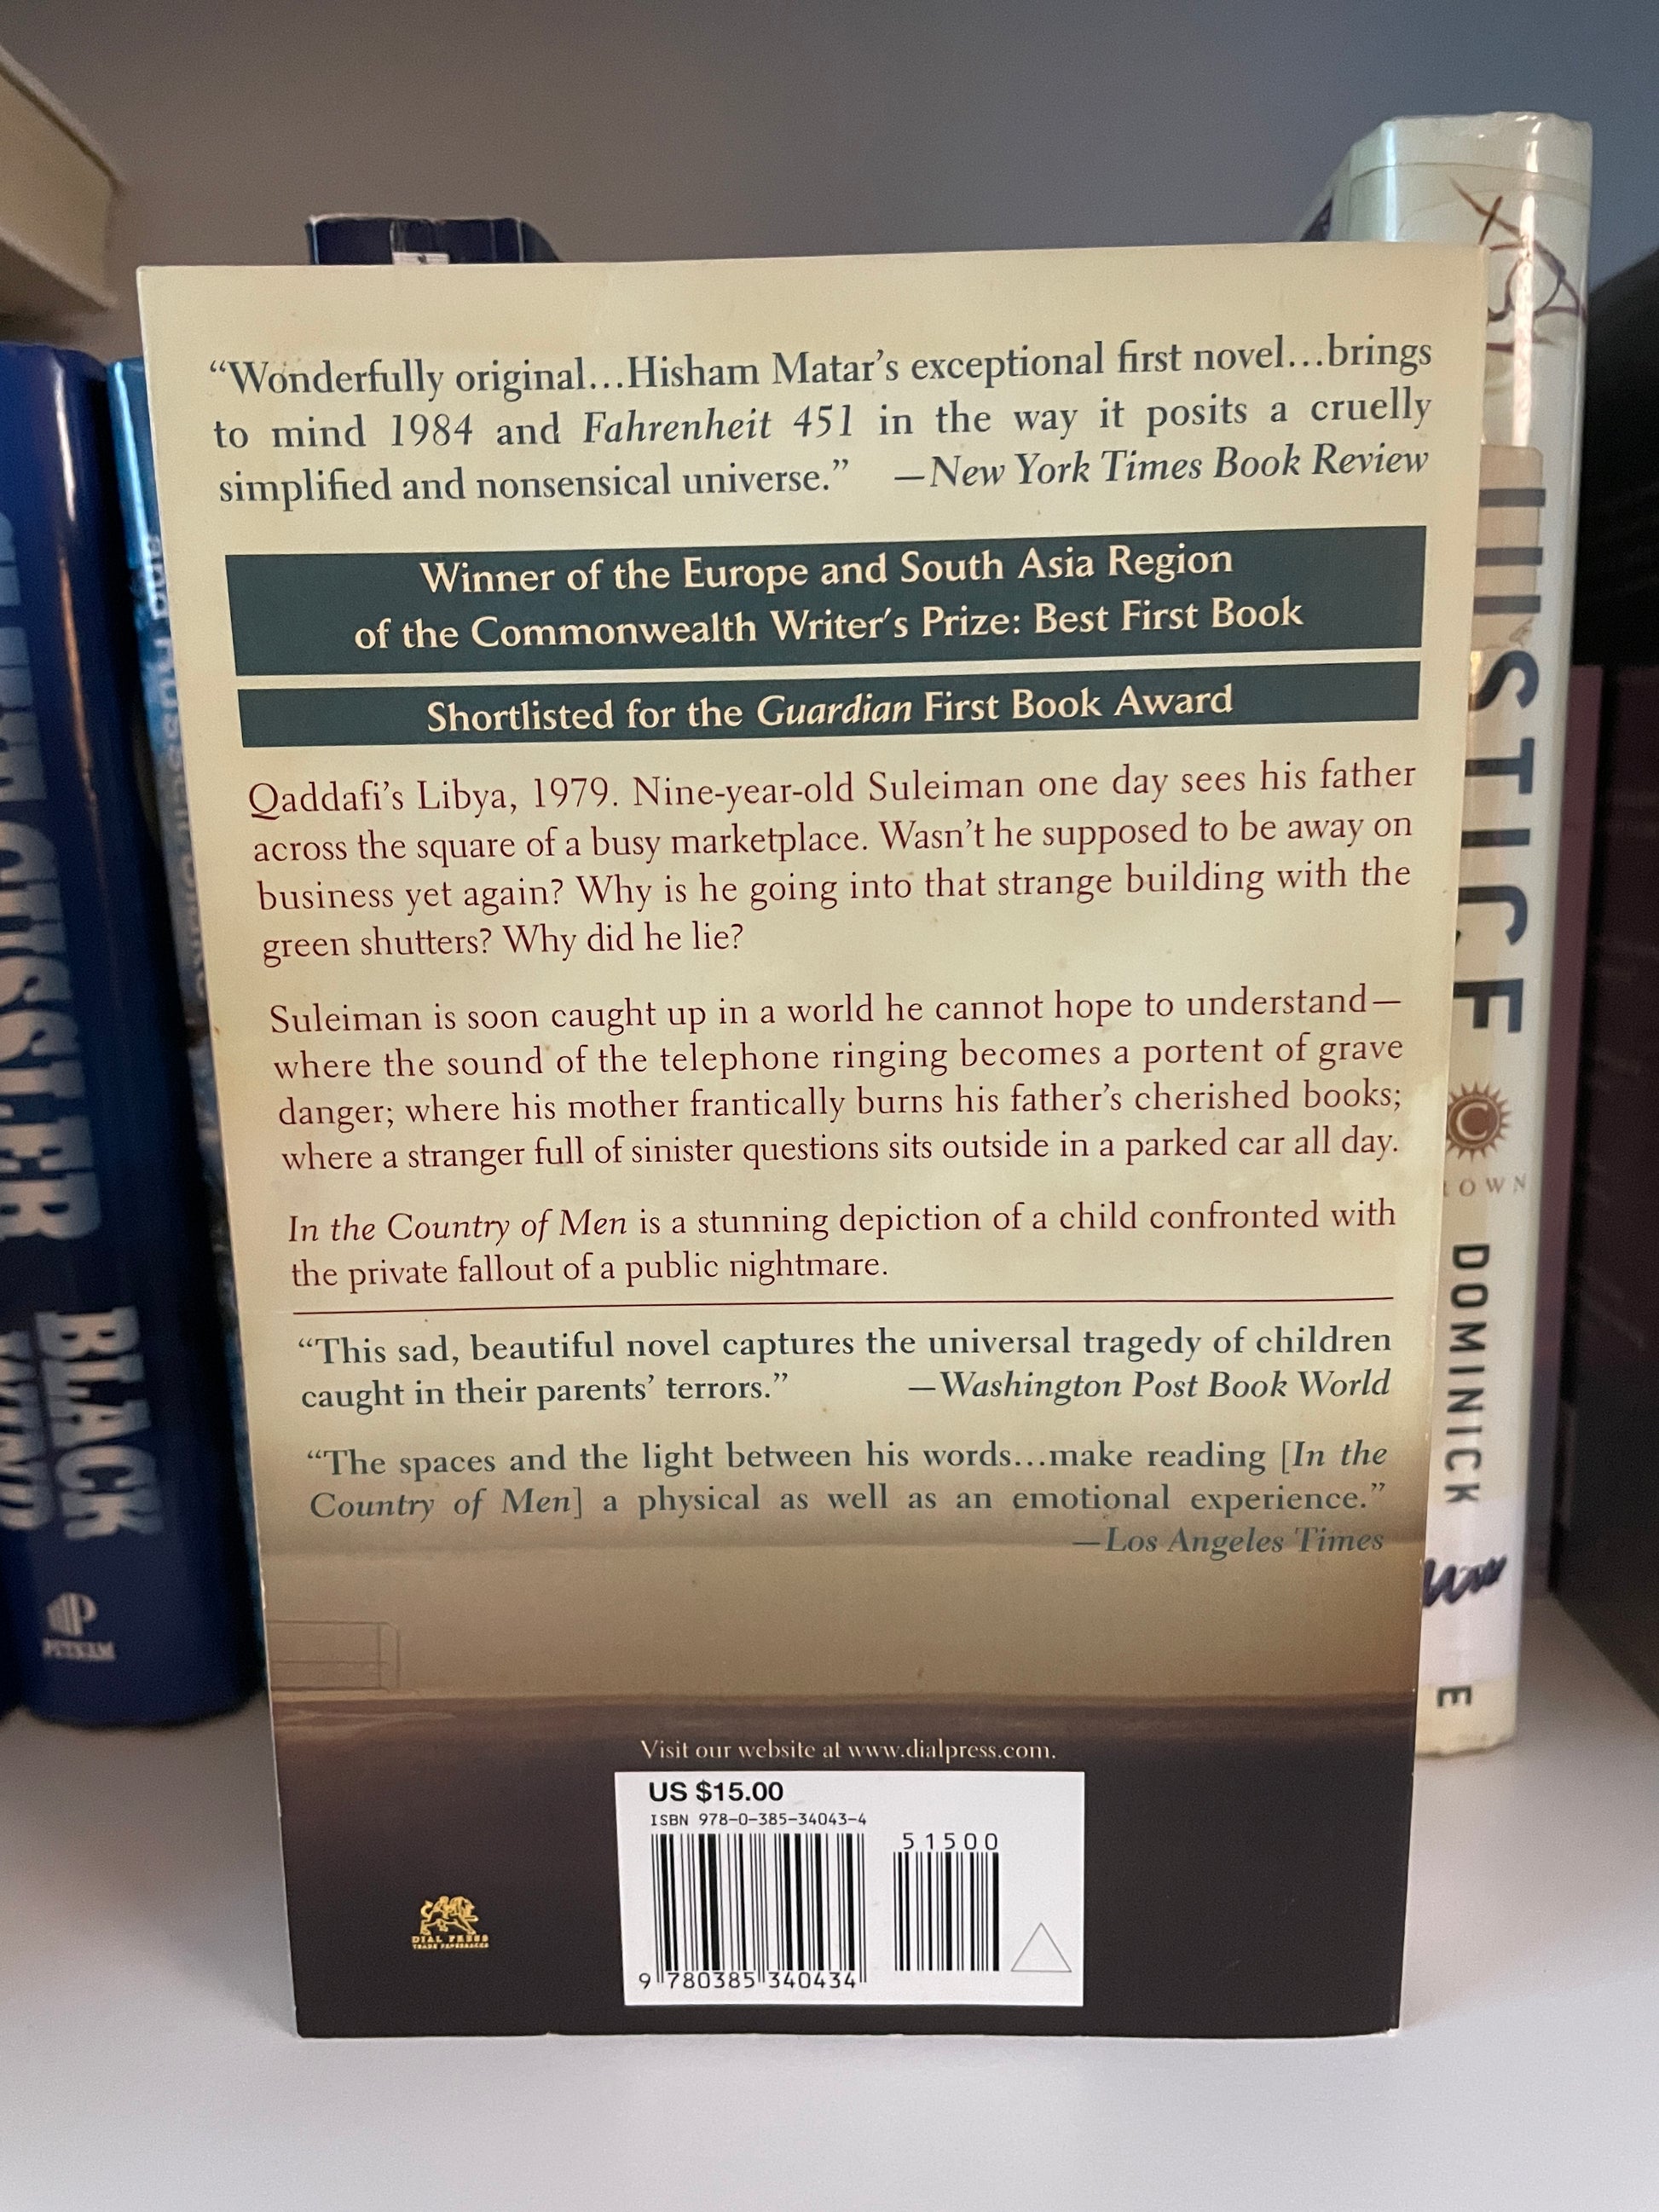 “Wonderfully original...Hisham Matar’s exceptional first novel...brings
to mind 1984 and Fahrenheit 451 in the way it posits a cruelly
simplified and nonsensical universe.” —New York Times Book Review
Winner of the Europe and South Asia Region
of the Commonwealth Writer’s Prize: Best First Book
Shortlisted for the Guardian First Book Award
Qaddafi’s Libya, 1979. Nine-year-old Suleiman one day sees his father
across the square of a busy marketplace. Wasn’t he supposed to be away on
business yet again? Why is he going into that strange building with the
green shutters? Why did he lie?
Suleiman is soon caught up in a world he cannot hope to understand—
where the sound of the telephone ringing becomes a portent of grave
danger; where his mother frantically burns his father’s cherished books;
where a stranger full of sinister questions sits outside in a parked car all day.
In the Country of Men is a stunning depiction of a child confronted with
the private fallout of a public nightmare.
“This sad, beautiful novel captures the universal tragedy of children
caught in their parents’ terrors.” —Washington Post Book World
“The spaces and the light between his words...make reading [In the
Country of Men] a physical as well as an emotional experience.”
—Los Angeles Times
Visit our website at www.dialpress.com.
US $15.00
ISBN 978-0-385-34043-4
51500
9 780385 340434
DIAL PRESS
TRADE PAPERBACKS
BLACK
PUTNAM
DOMINICK